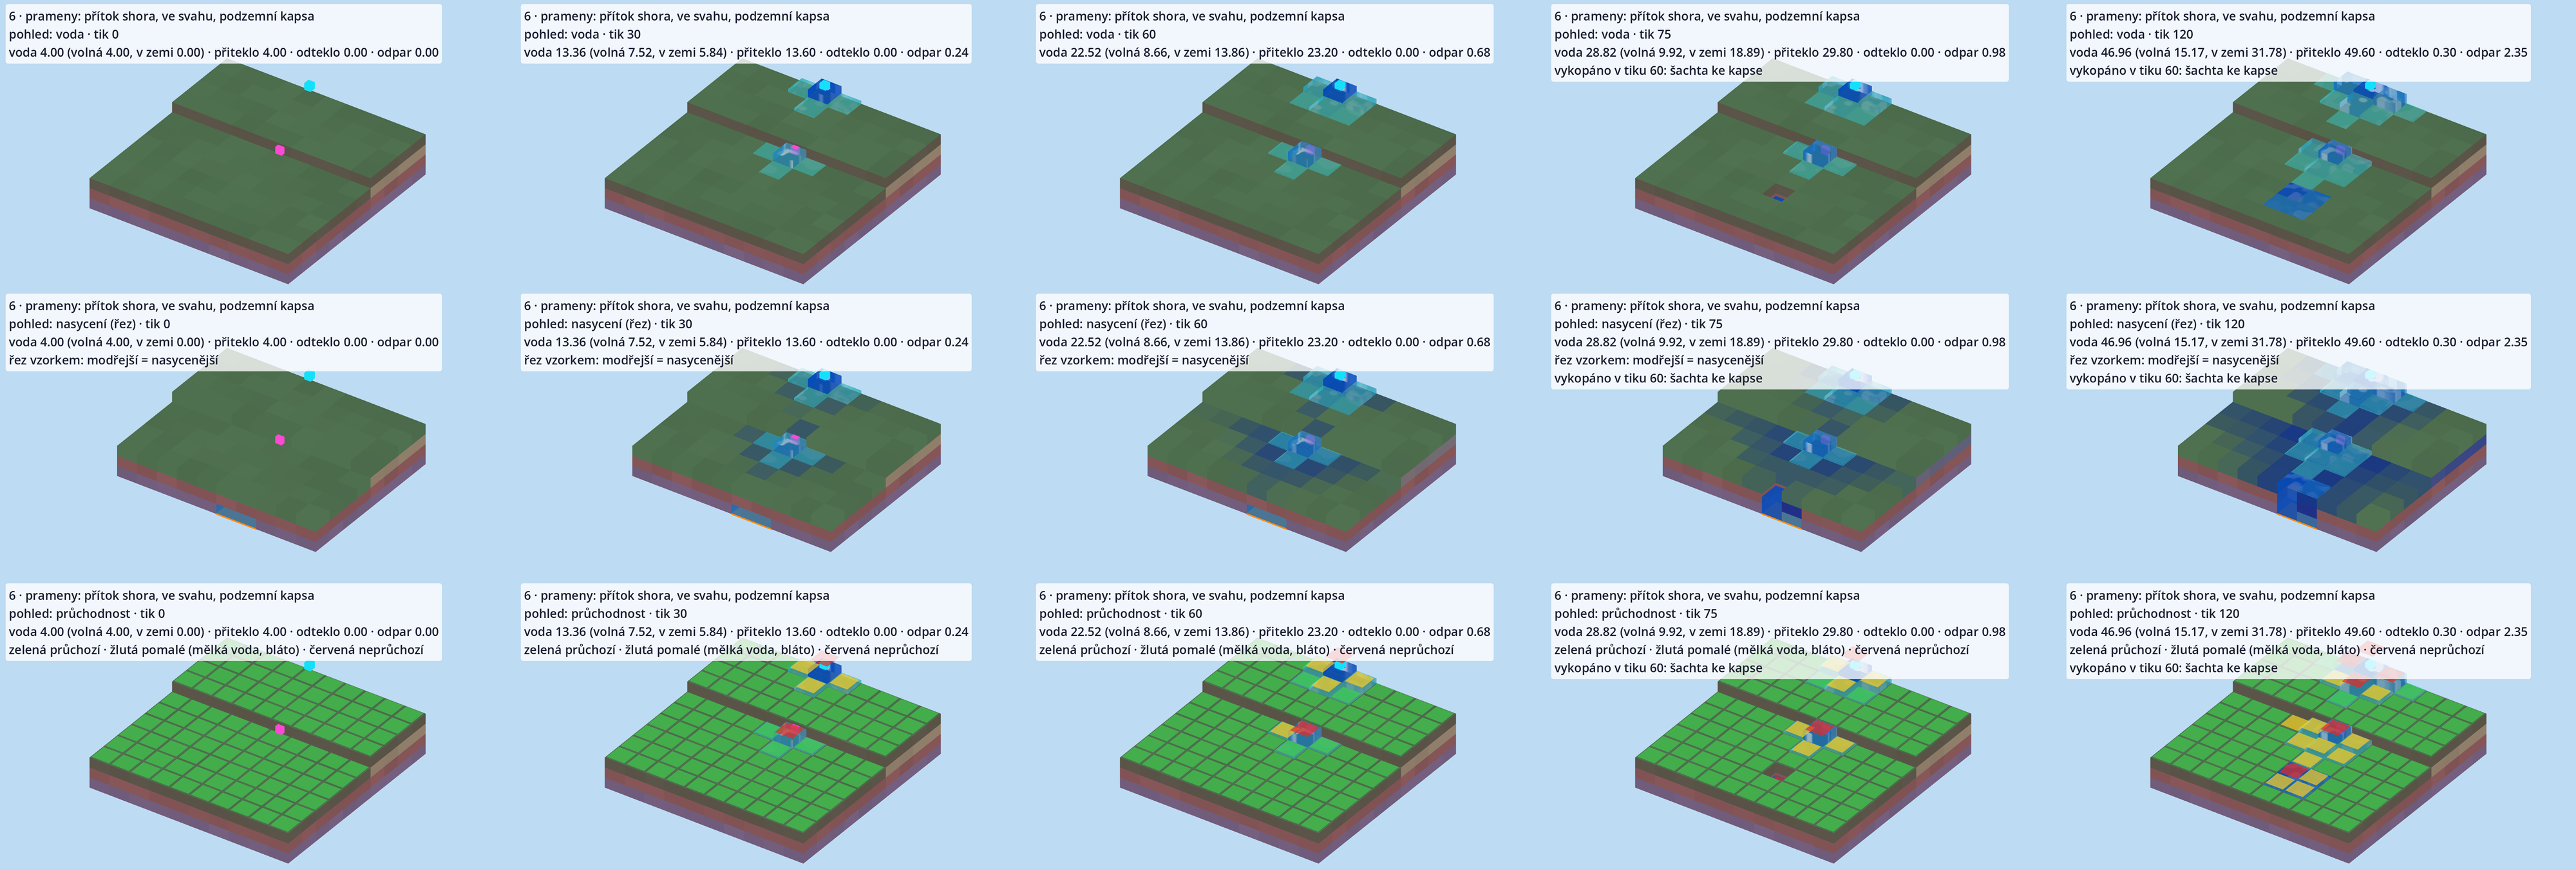 6 · prameny: přítok shora, ve svahu, podzemní kapsa
pohled: voda · tik 0
voda 4.00 (volná 4.00, v zemi 0.00) · přiteklo 4.00 · odteklo 0.00 · odpar 0.00
6 · prameny: přítok shora, ve svahu, podzemní kapsa
pohled: voda · tik 30
voda 13.36 (volná 7.52, v zemi 5.84) · přiteklo 13.60 · odteklo 0.00 · odpar 0.24
6 · prameny: přítok shora, ve svahu, podzemní kapsa
pohled: voda · tik 60
voda 22.52 (volná 8.66, v zemi 13.86) · přiteklo 23.20 · odteklo 0.00 · odpar 0.68
6 · prameny: přítok shora, ve svahu, podzemní kapsa
pohled: voda · tik 75
voda 28.82 (volná 9.92, v zemi 18.89) · přiteklo 29.80 · odteklo 0.00 · odpar 0.98
vykopáno v tiku 60: šachta ke kapse
6 · prameny: přítok shora, ve svahu, podzemní kapsa
pohled: voda · tik 120
voda 46.96 (volná 15.17, v zemi 31.78) · přiteklo 49.60 · odteklo 0.30 · odpar 2.35
vykopáno v tiku 60: šachta ke kapse
6 · prameny: přítok shora, ve svahu, podzemní kapsa
pohled: nasycení (řez) · tik 0
voda 4.00 (volná 4.00, v zemi 0.00) · přiteklo 4.00 · odteklo 0.00 · odpar 0.00
řez vzorkem: modřejší = nasycenější
6 · prameny: přítok shora, ve svahu, podzemní kapsa
pohled: nasycení (řez) · tik 30
voda 13.36 (volná 7.52, v zemi 5.84) · přiteklo 13.60 · odteklo 0.00 · odpar 0.24
řez vzorkem: modřejší = nasycenější
6 · prameny: přítok shora, ve svahu, podzemní kapsa
pohled: nasycení (řez) · tik 60
voda 22.52 (volná 8.66, v zemi 13.86) · přiteklo 23.20 · odteklo 0.00 · odpar 0.68
řez vzorkem: modřejší = nasycenější
6 · prameny: přítok shora, ve svahu, podzemní kapsa
pohled: nasycení (řez) · tik 75
voda 28.82 (volná 9.92, v zemi 18.89) · přiteklo 29.80 · odteklo 0.00 · odpar 0.98
řez vzorkem: modřejší = nasycenější
vykopáno v tiku 60: šachta ke kapse
6 · prameny: přítok shora, ve svahu, podzemní kapsa
pohled: nasycení (řez) · tik 120
voda 46.96 (volná 15.17, v zemi 31.78) · přiteklo 49.60 · odteklo 0.30 · odpar 2.35
řez vzorkem: modřejší = nasycenější
vykopáno v tiku 60: šachta ke kapse
6 · prameny: přítok shora, ve svahu, podzemní kapsa
pohled: průchodnost · tik 0
voda 4.00 (volná 4.00, v zemi 0.00) · přiteklo 4.00 · odteklo 0.00 · odpar 0.00
zelená průchozí · žlutá pomalé (mělká voda, bláto) · červená neprůchozí
6 · prameny: přítok shora, ve svahu, podzemní kapsa
pohled: průchodnost · tik 30
voda 13.36 (volná 7.52, v zemi 5.84) · přiteklo 13.60 · odteklo 0.00 · odpar 0.24
zelená průchozí · žlutá pomalé (mělká voda, bláto) · červená neprůchozí
6 · prameny: přítok shora, ve svahu, podzemní kapsa
pohled: průchodnost · tik 60
voda 22.52 (volná 8.66, v zemi 13.86) · přiteklo 23.20 · odteklo 0.00 · odpar 0.68
zelená průchozí · žlutá pomalé (mělká voda, bláto) · červená neprůchozí
6 · prameny: přítok shora, ve svahu, podzemní kapsa
pohled: průchodnost · tik 75
voda 28.82 (volná 9.92, v zemi 18.89) · přiteklo 29.80 · odteklo 0.00 · odpar 0.98
zelená průchozí · žlutá pomalé (mělká voda, bláto) · červená neprůchozí
vykopáno v tiku 60: šachta ke kapse
6 · prameny: přítok shora, ve svahu, podzemní kapsa
pohled: průchodnost · tik 120
voda 46.96 (volná 15.17, v zemi 31.78) · přiteklo 49.60 · odteklo 0.30 · odpar 2.35
zelená průchozí · žlutá pomalé (mělká voda, bláto) · červená neprůchozí
vykopáno v tiku 60: šachta ke kapse